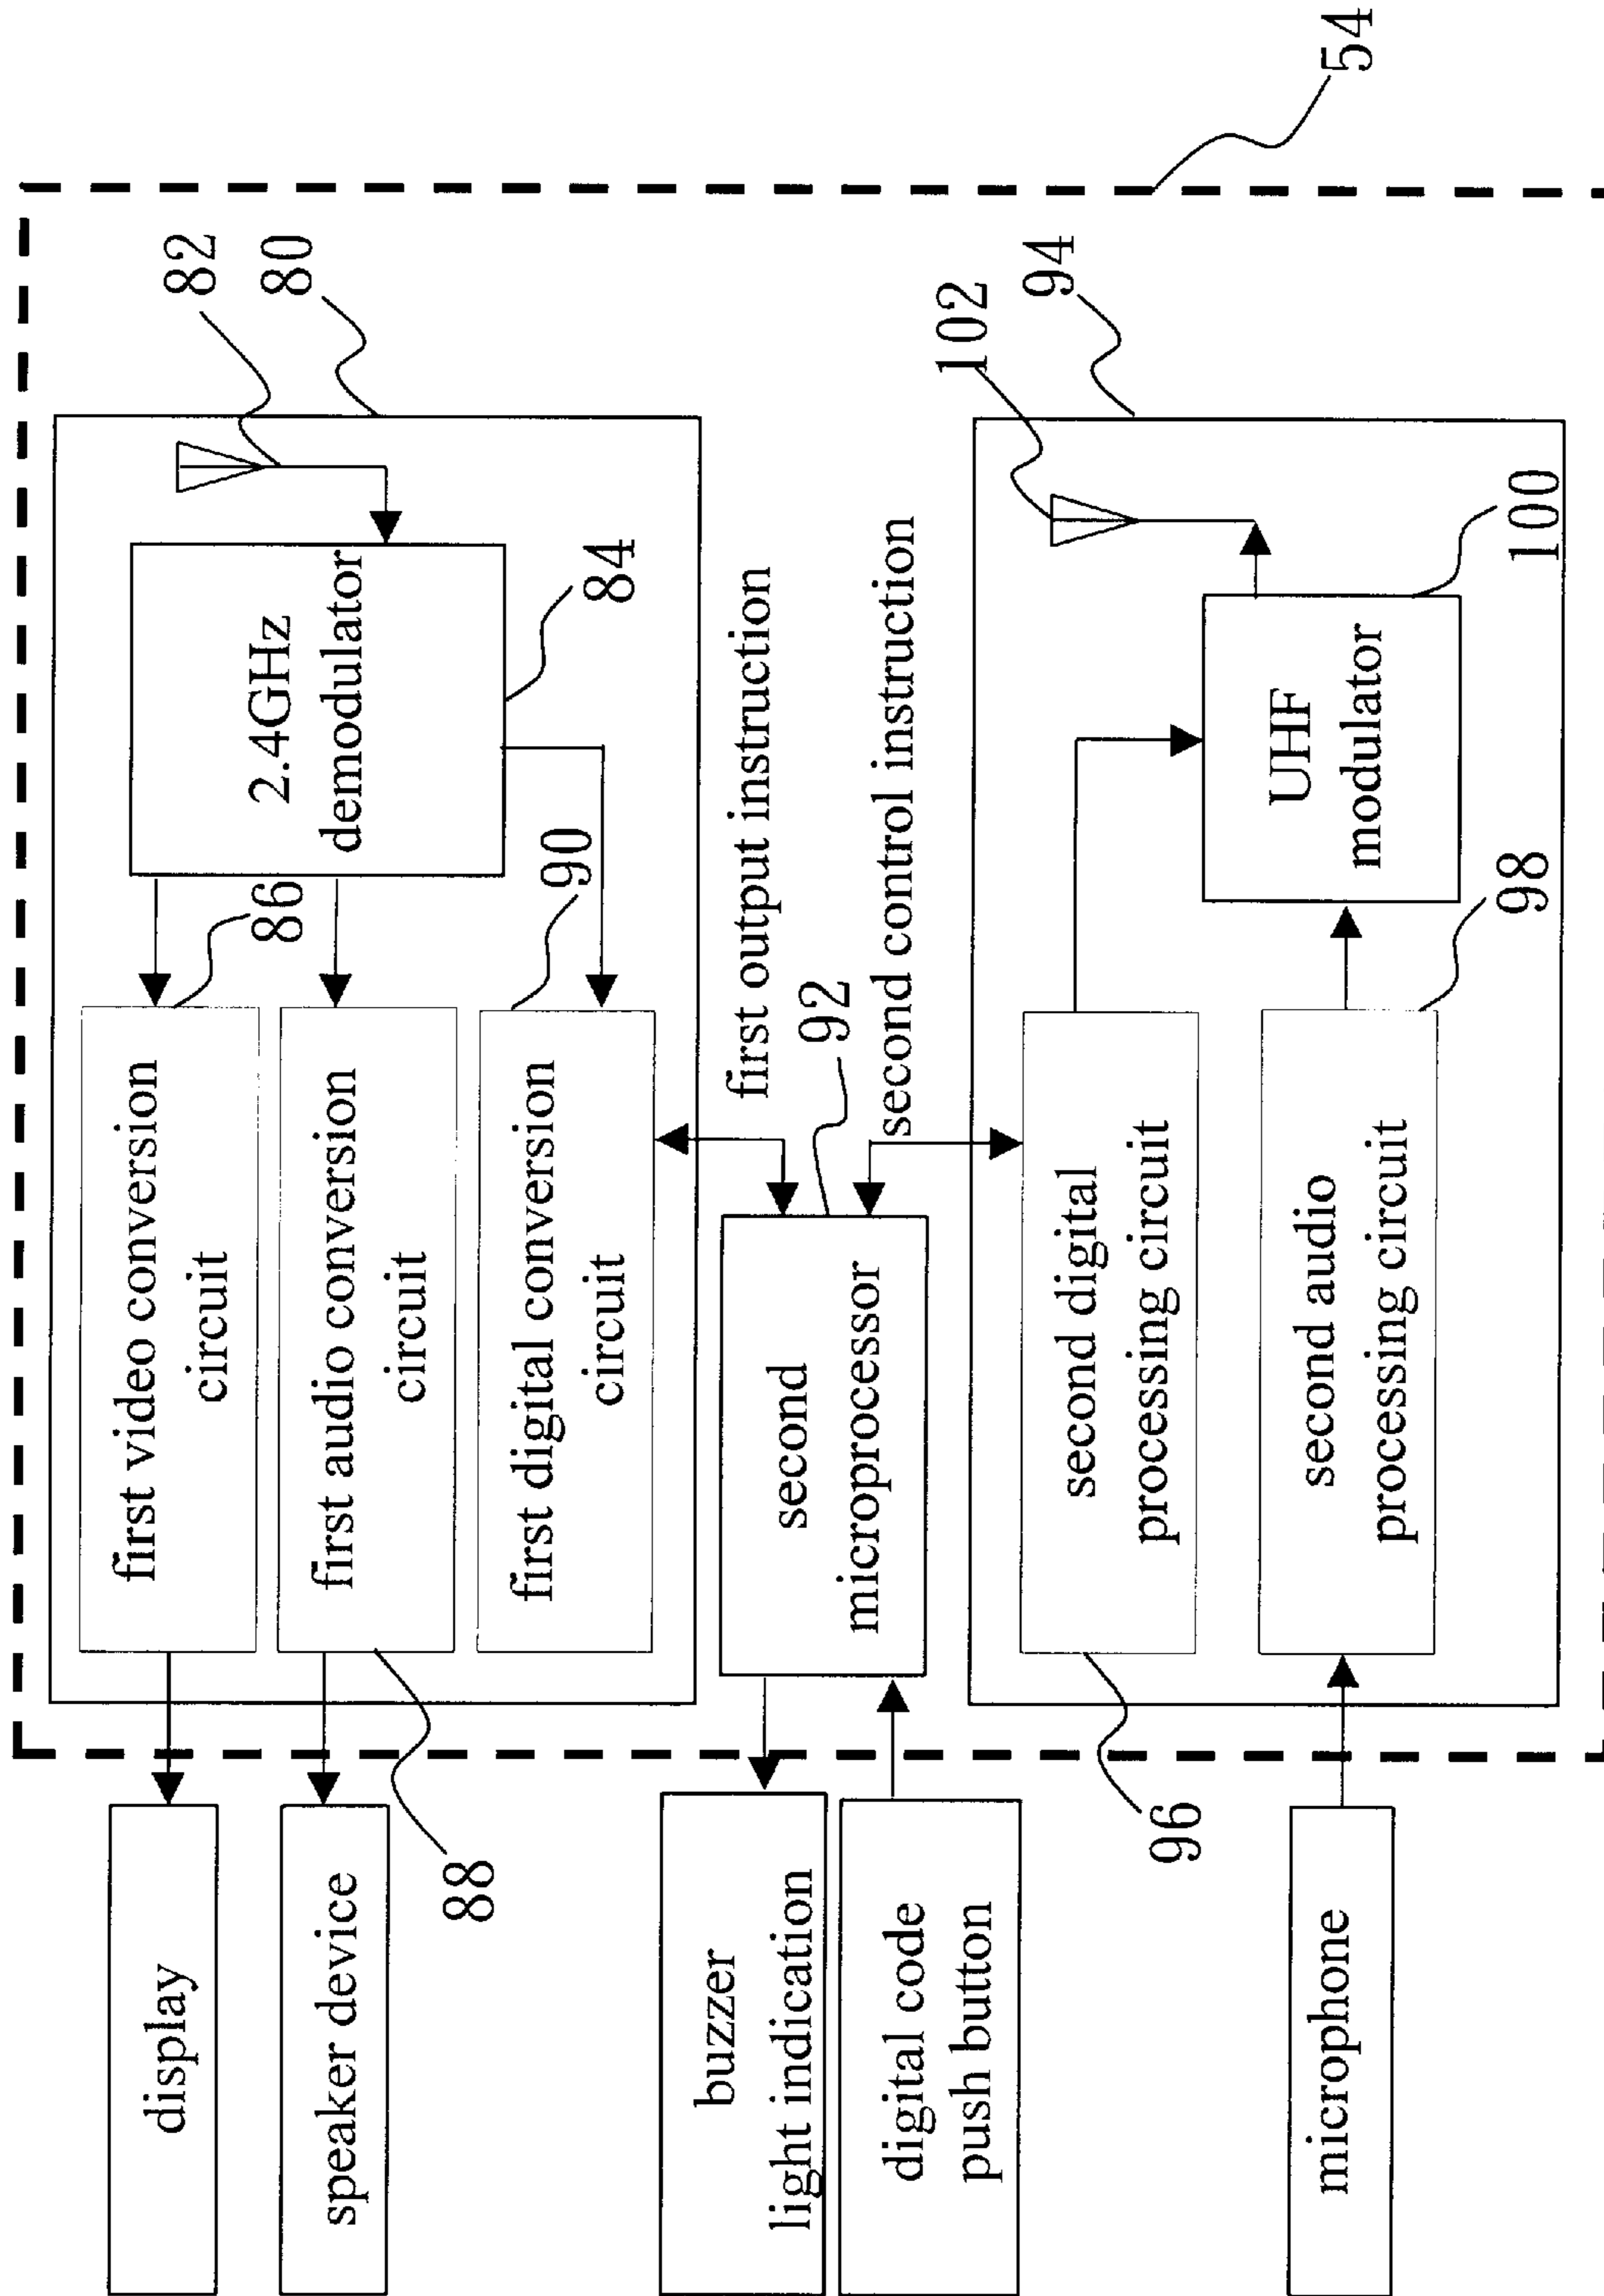 display
speaker device
buzzer
light indication
digital code
push button
microphone
88
96
first video conversion
circuit
first audio conversion
circuit
first digital conversion
circuit
second
microprocessor
second digital
processing circuit
second audio
processing circuit
86
90
92
98
first output instruction
second control instruction
2.4GHz
demodulator
84
UHF
modulator
100
82
80
102
94
54